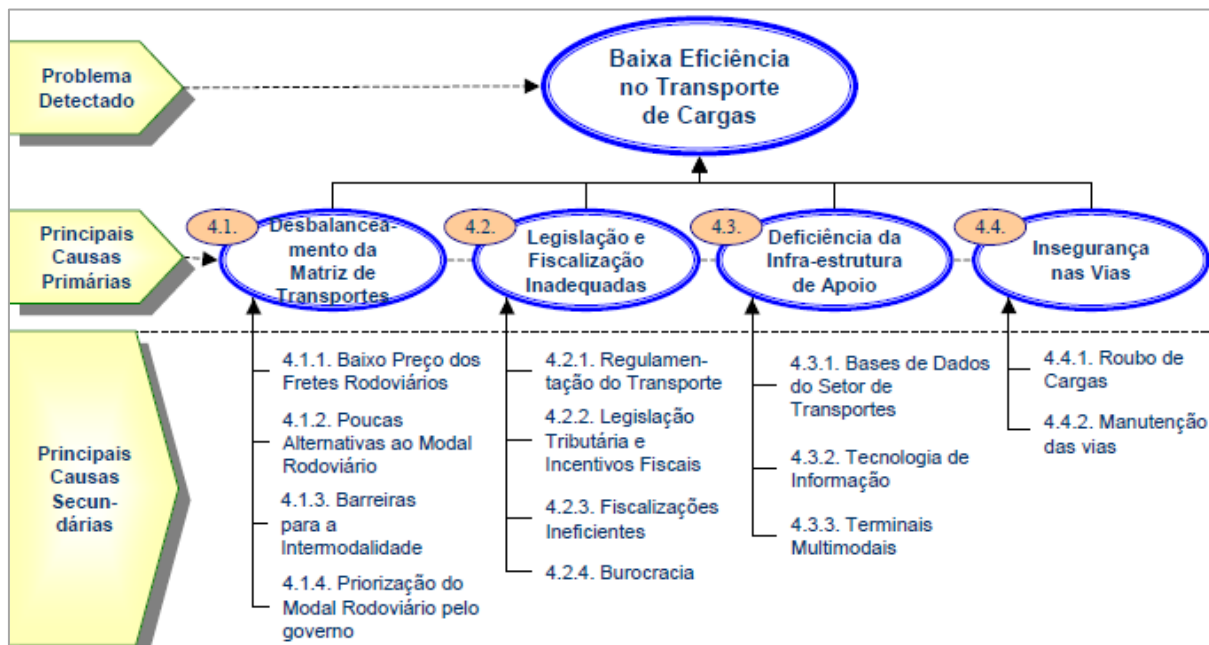 Problema
Detectado
Baixa Eficiência
no Transporte
de Cargas
Principais
Causas
Primárias
4.1.
Desbalancea-
mento da
Matriz de
Transportes
4.2.
Legislação e
Fiscalização
Inadequadas
4.3.
Deficiência da
Infra-estrutura
de Apoio
4.4.
Insegurança
nas Vias
Principais
Causas
Secun-
dárias
4.1.1. Baixo Preço dos
Fretes Rodoviários
4.1.2. Poucas
Alternativas ao Modal
Rodoviário
4.1.3. Barreiras
para a
Intermodalidade
4.1.4. Priorização do
Modal Rodoviário pelo
governo
4.2.1. Regulamen-
tação do Transporte
4.2.2. Legislação
Tributária e
Incentivos Fiscais
4.2.3. Fiscalizações
Ineficientes
4.2.4. Burocracia
4.3.1. Bases de Dados
do Setor de
Transportes
4.3.2. Tecnologia de
Informação
4.3.3. Terminais
Multimodais
4.4.1. Roubo de
Cargas
4.4.2. Manutenção
das vias